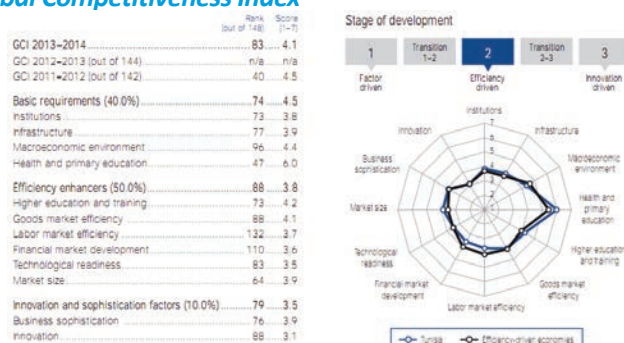 bal Competitiveness Index
Rank Score
(out of 148) (1–7)
GCI 2013–2014 83 4.1
GCI 2012–2013 (out of 144) n/a n/a
GCI 2011–2012 (out of 142) 40 4.5
Basic requirements (40.0%) 74 4.5
Institutions 73 3.8
Infrastructure 77 3.9
Macroeconomic environment 96 4.4
Health and primary education 47 6.0
Efficiency enhancers (50.0%) 88 3.8
Higher education and training 73 4.2
Goods market efficiency 88 4.1
Labor market efficiency 132 3.7
Financial market development 110 3.6
Technological readiness 83 3.5
Market size 64 3.9
Innovation and sophistication factors (10.0%) 79 3.5
Business sophistication 76 3.9
Innovation 88 3.1
Stage of development
1 Transition 1–2 2 Transition 2–3 3
Factor driven Efficiency driven Innovation driven
Institutions
7
6
5
4
3
2
1
Infrastructure
Macroeconomic environment
Health and primary education
Higher education and training
Goods market efficiency
Labor market efficiency
Financial market development
Technological readiness
Market size
Business sophistication
Innovation
Tunisia Efficiency-driven economies